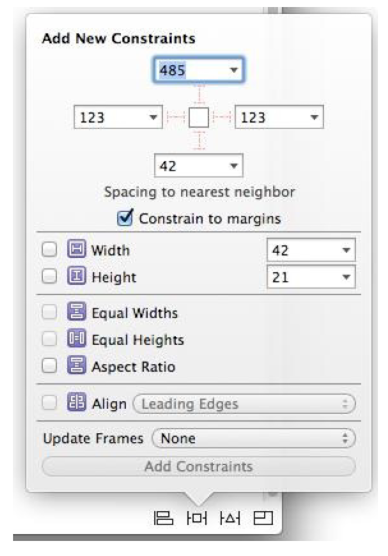 Add New Constraints
485
123 123
42
Spacing to nearest neighbor
Constrain to margins
Width 42
Height 21
Equal Widths
Equal Heights
Aspect Ratio
Align Leading Edges
Update Frames None
Add Constraints